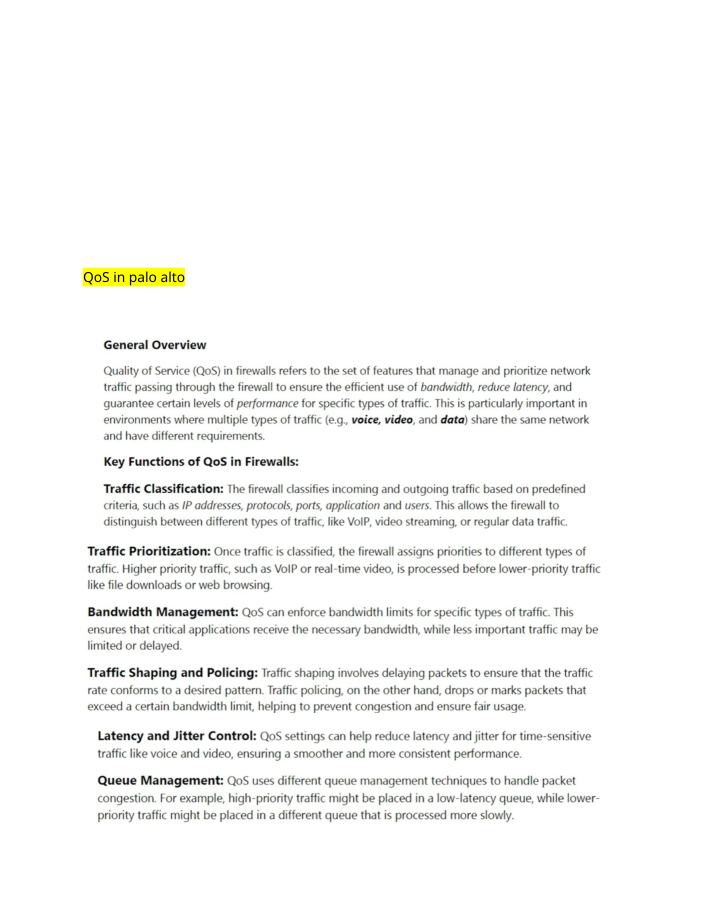 QoS in palo alto
General Overview
Quality of Service (QoS) in firewalls refers to the set of features that manage and prioritize network
traffic passing through the firewall to ensure the efficient use of bandwidth, reduce latency, and
guarantee certain levels of performance for specific types of traffic. This is particularly important in
environments where multiple types of traffic (e.g., voice, video, and data) share the same network
and have different requirements.
Key Functions of QoS in Firewalls:
Traffic Classification: The firewall classifies incoming and outgoing traffic based on predefined
criteria, such as IP addresses, protocols, ports, application and users. This allows the firewall to
distinguish between different types of traffic, like VoIP, video streaming, or regular data traffic.
Traffic Prioritization: Once traffic is classified, the firewall assigns priorities to different types of
traffic. Higher priority traffic, such as VoIP or real-time video, is processed before lower-priority traffic
like file downloads or web browsing.
Bandwidth Management: QoS can enforce bandwidth limits for specific types of traffic. This
ensures that critical applications receive the necessary bandwidth, while less important traffic may be
limited or delayed.
Traffic Shaping and Policing: Traffic shaping involves delaying packets to ensure that the traffic
rate conforms to a desired pattern. Traffic policing, on the other hand, drops or marks packets that
exceed a certain bandwidth limit, helping to prevent congestion and ensure fair usage.
Latency and Jitter Control: QoS settings can help reduce latency and jitter for time-sensitive
traffic like voice and video, ensuring a smoother and more consistent performance.
Queue Management: QoS uses different queue management techniques to handle packet
congestion. For example, high-priority traffic might be placed in a low-latency queue, while lower-
priority traffic might be placed in a different queue that is processed more slowly.